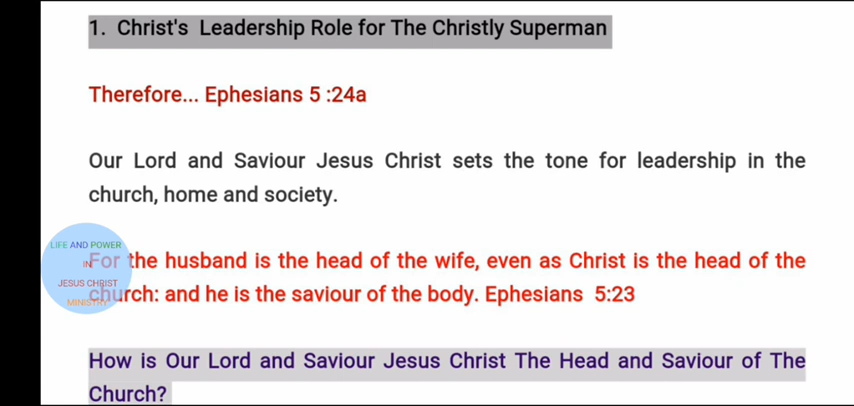 1. Christ's Leadership Role for The Christly Superman
Therefore... Ephesians 5 :24a
Our Lord and Saviour Jesus Christ sets the tone for leadership in the
church, home and society.
For the husband is the head of the wife, even as Christ is the head of the
church: and he is the saviour of the body. Ephesians 5:23
LIFE AND POWER
IN
JESUS CHRIST
MINISTRY
How is Our Lord and Saviour Jesus Christ The Head and Saviour of The
Church?